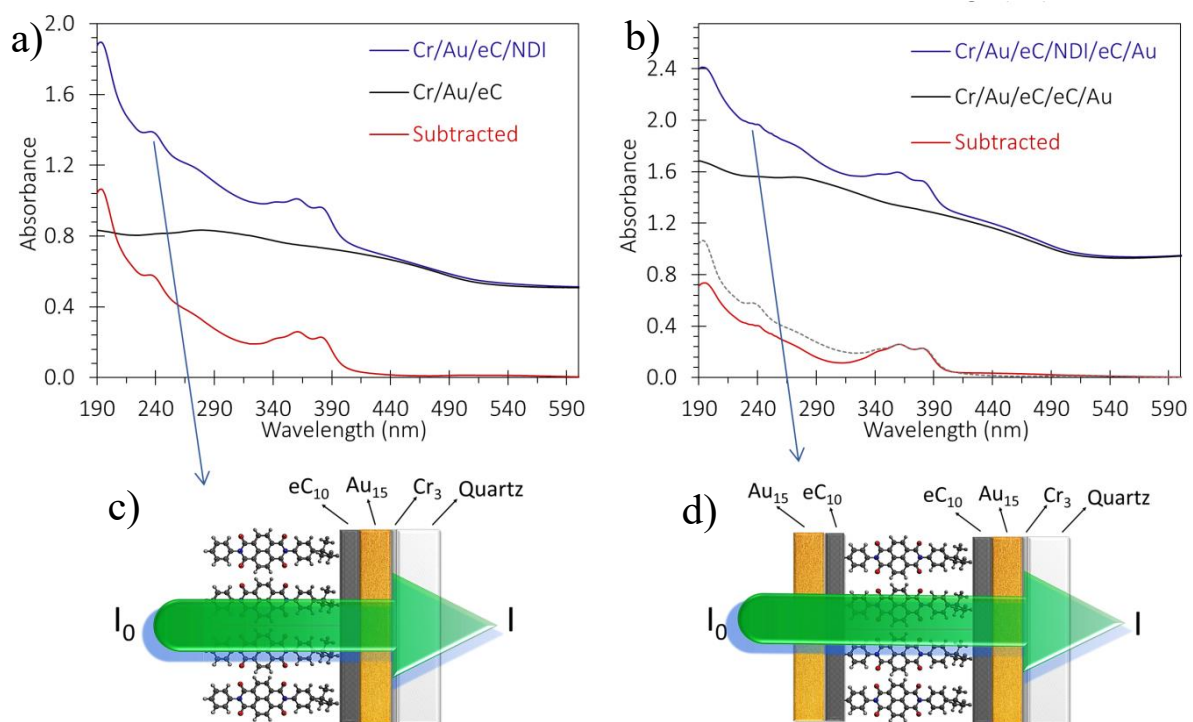 a)
2.0
1.6
1.2
0.8
0.4
0.0
Absorbance
Cr/Au/eC/NDI
Cr/Au/eC
Subtracted
190 240 290 340 390 440 490 540 590
Wavelength (nm)
b)
2.4
2.0
1.6
1.2
0.8
0.4
0.0
Absorbance
Cr/Au/eC/NDI/eC/Au
Cr/Au/eC/eC/Au
Subtracted
190 240 290 340 390 440 490 540 590
Wavelength (nm)
c)
eC₁₀ Au₁₅ Cr₃ Quartz
I₀ I
d)
Au₁₅ eC₁₀ eC₁₀ Au₁₅ Cr₃ Quartz
I₀ I